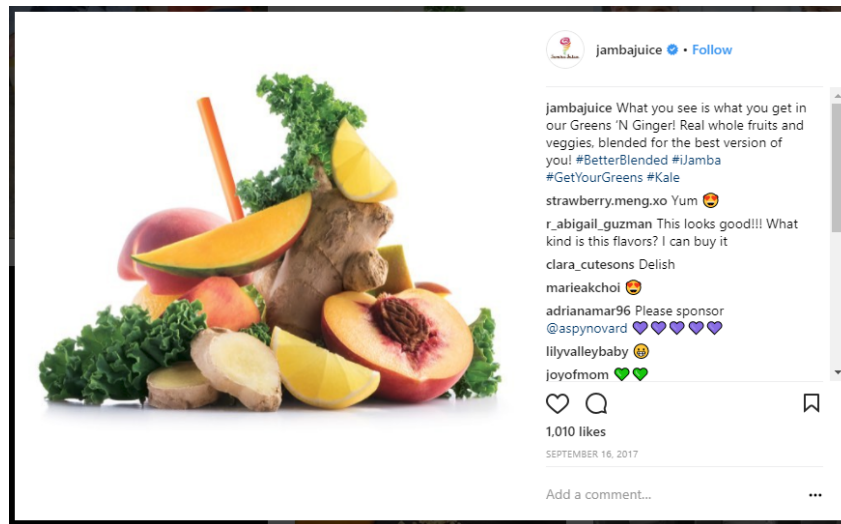 jambajuice • Follow
jambajuice What you see is what you get in
our Greens 'N Ginger! Real whole fruits and
veggies, blended for the best version of
you! #BetterBlended #iJamba
#GetYourGreens #Kale
strawberry.meng.xo Yum 😍
r_abigail_guzman This looks good!!! What
kind is this flavors? I can buy it
clara_cutesons Delish
marieakchoi 😍
adrianamar96 Please sponsor
@aspynovard 💜💜💜💜💜
lilyvalleybaby 😀
joyofmom 💚💚
1,010 likes
SEPTEMBER 16, 2017
Add a comment...